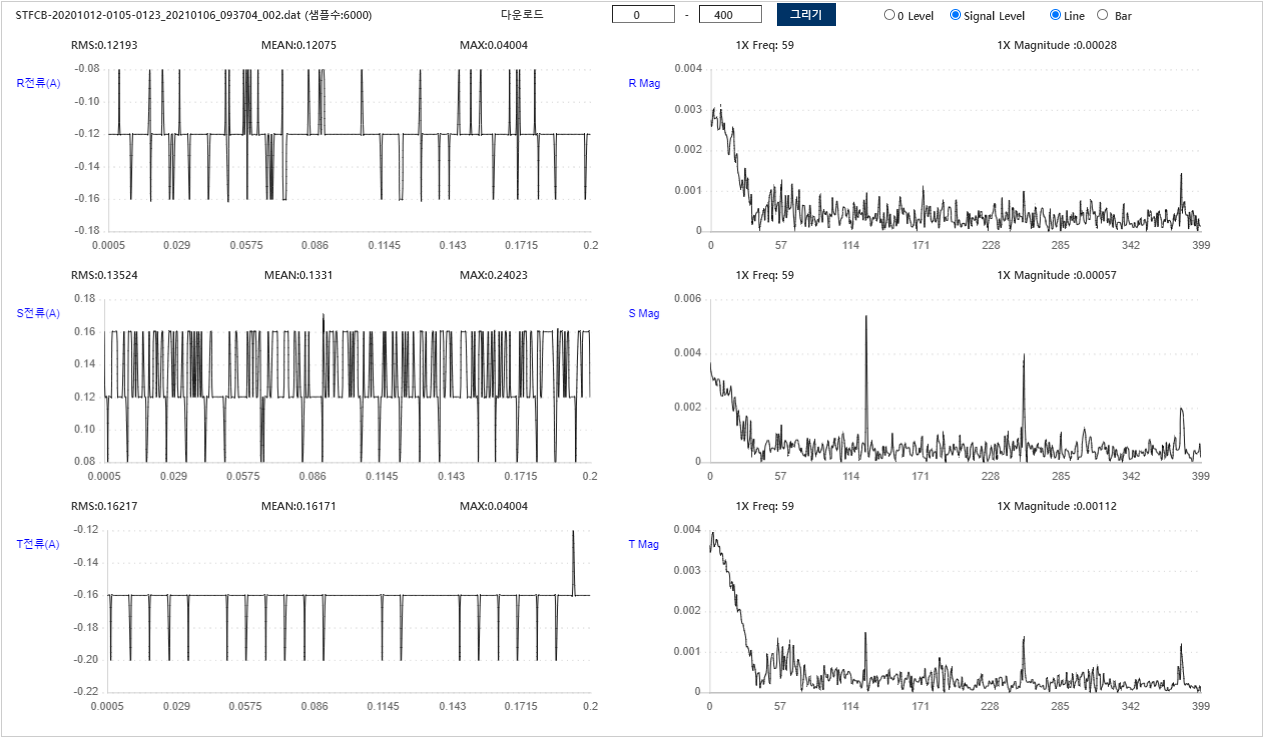 STFCB-20201012-0105-0123_20210106_093704_002.dat (샘플수:6000) 다운로드 0 - 400 그리기 0 Level Signal Level Line Bar
RMS:0.12193 MEAN:0.12075 MAX:0.04004 1X Freq: 59 1X Magnitude :0.00028
R전류(A)
-0.08
-0.10
-0.12
-0.14
-0.16
-0.18
0.0005 0.029 0.0575 0.086 0.1145 0.143 0.1715 0.2
R Mag
0.004
0.003
0.002
0.001
0
0 57 114 171 228 285 342 399
RMS:0.13524 MEAN:0.1331 MAX:0.24023 1X Freq: 59 1X Magnitude :0.00057
S전류(A)
0.18
0.16
0.14
0.12
0.10
0.08
0.0005 0.029 0.0575 0.086 0.1145 0.143 0.1715 0.2
S Mag
0.006
0.004
0.002
0
0 57 114 171 228 285 342 399
RMS:0.16217 MEAN:0.16171 MAX:0.04004 1X Freq: 59 1X Magnitude :0.00112
T전류(A)
-0.12
-0.14
-0.16
-0.18
-0.20
-0.22
0.0005 0.029 0.0575 0.086 0.1145 0.143 0.1715 0.2
T Mag
0.004
0.003
0.002
0.001
0
0 57 114 171 228 285 342 399